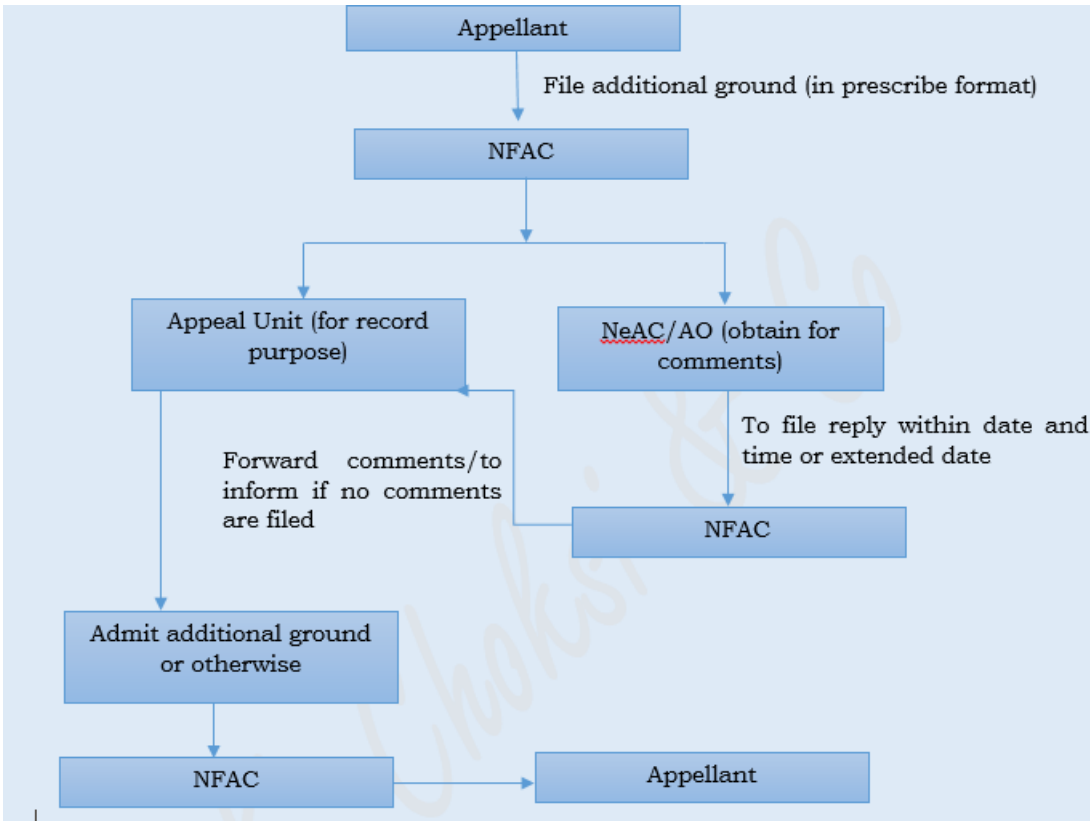 Appellant
File additional ground (in prescribe format)
NFAC
Appeal Unit (for record
purpose)
NeAC/AO (obtain for
comments)
To file reply within date and
time or extended date
Forward comments/to
inform if no comments
are filed
NFAC
Admit additional ground
or otherwise
NFAC
Appellant
Choksi & Co